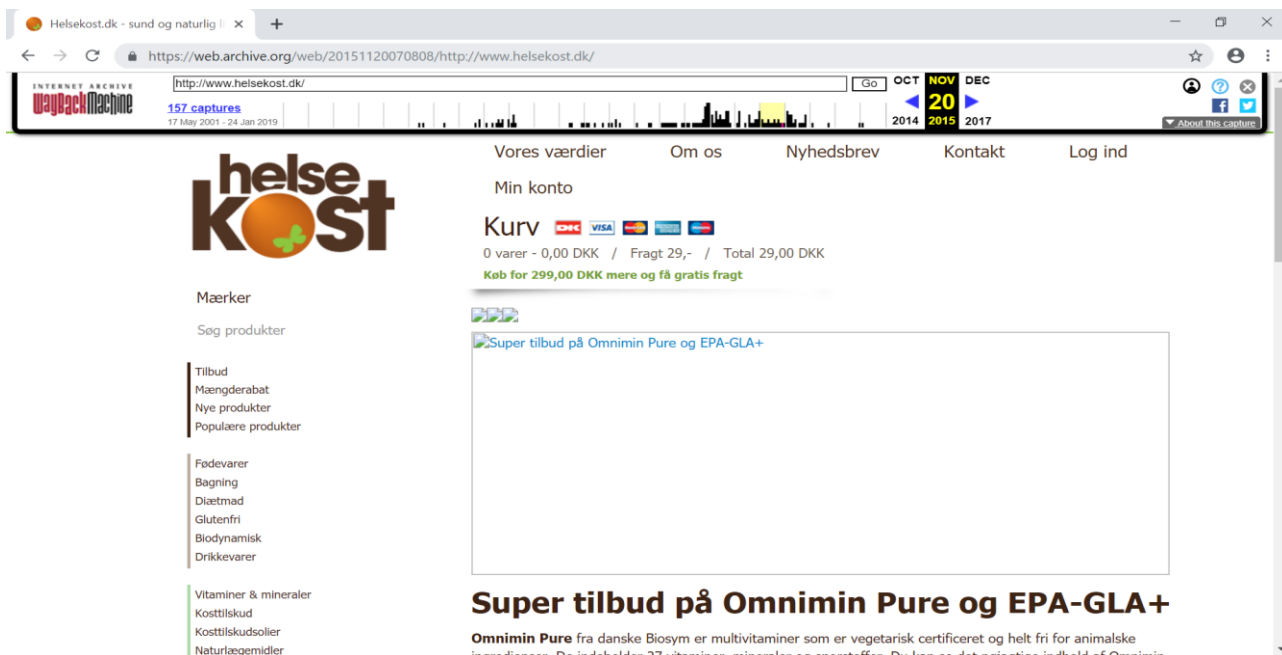 Helsekost.dk - sund og naturlig l
https://web.archive.org/web/20151120070808/http://www.helsekost.dk/
INTERNET ARCHIVE
WayBackMachine
http://www.helsekost.dk/
Go
157 captures
17 May 2001 - 24 Jan 2019
OCT NOV DEC
20
2014 2015 2017
About this capture
helse
kost
Vores værdier Om os Nyhedsbrev Kontakt Log ind
Min konto
Kurv DK VISA
0 varer - 0,00 DKK / Fragt 29,- / Total 29,00 DKK
Køb for 299,00 DKK mere og få gratis fragt
Mærker
Søg produkter
Tilbud
Mængderabat
Nye produkter
Populære produkter
Fødevarer
Bagning
Diætmad
Glutenfri
Biodynamisk
Drikkevarer
Vitaminer & mineraler
Kosttilskud
Kosttilskudsolier
Naturlægemidler
Super tilbud på Omnimin Pure og EPA-GLA+
Super tilbud på Omnimin Pure og EPA-GLA+
Omnimin Pure fra danske Biosym er multivitaminer som er vegetarisk certificeret og helt fri for animalske